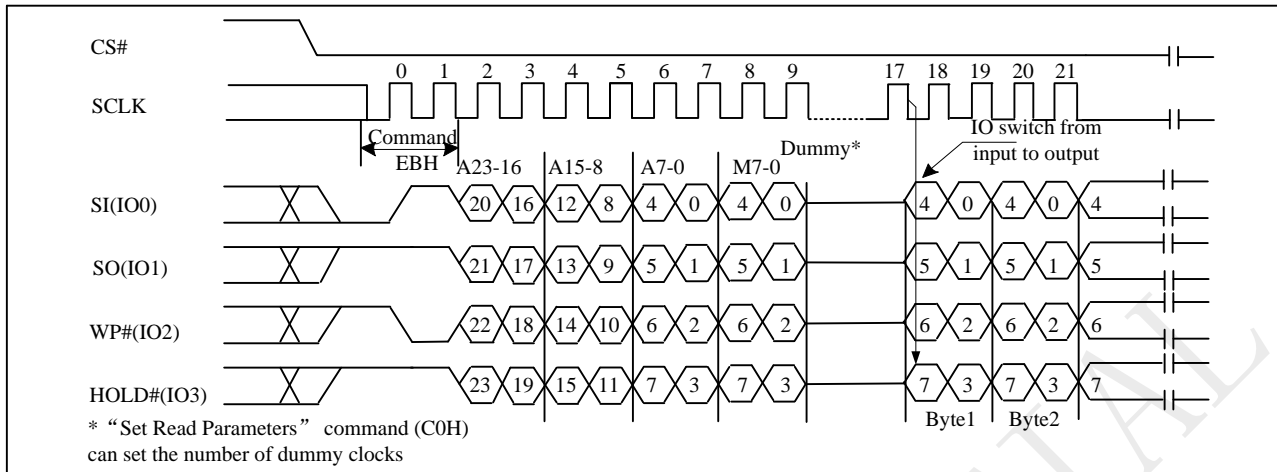 CS#
0 1 2 3 4 5 6 7 8 9 17 18 19 20 21
SCLK
Command
EBH
Dummy*
IO switch from
input to output
A23-16 A15-8 A7-0 M7-0
SI(IO0) 20 16 12 8 4 0 4 0 4 0 4 0 4
SO(IO1) 21 17 13 9 5 1 5 1 5 1 5 1 5
WP#(IO2) 22 18 14 10 6 2 6 2 6 2 6 2 6
HOLD#(IO3) 23 19 15 11 7 3 7 3 7 3 7 3 7
Byte1 Byte2
* “Set Read Parameters” command (C0H)
can set the number of dummy clocks